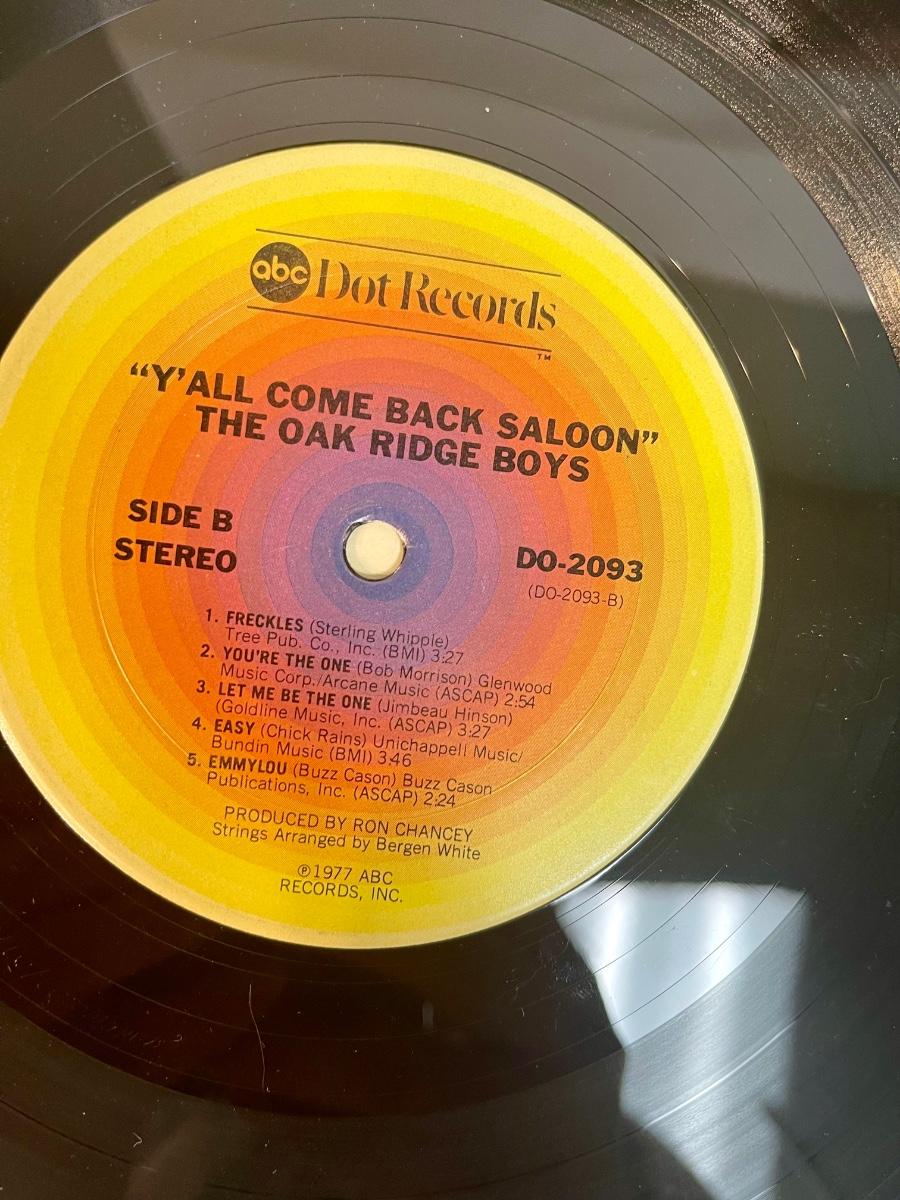 abc Dot Records
TM
“Y’ALL COME BACK SALOON”
THE OAK RIDGE BOYS
SIDE B
STEREO
DO-2093
(DO-2093-B)
1. FRECKLES (Sterling Whipple)
Tree Pub. Co., Inc. (BMI) 3:27
2. YOU'RE THE ONE (Bob Morrison) Glenwood
Music Corp./Arcane Music (ASCAP) 2:54
3. LET ME BE THE ONE (Jimbeau Hinson)
(Goldline Music, Inc. (ASCAP) 3:27
4. EASY (Chick Rains) Unichappell Music/
Bundin Music (BMI) 3:46
5. EMMYLOU (Buzz Cason) Buzz Cason
Publications, Inc. (ASCAP) 2:24
PRODUCED BY RON CHANCEY
Strings Arranged by Bergen White
℗1977 ABC
RECORDS, INC.